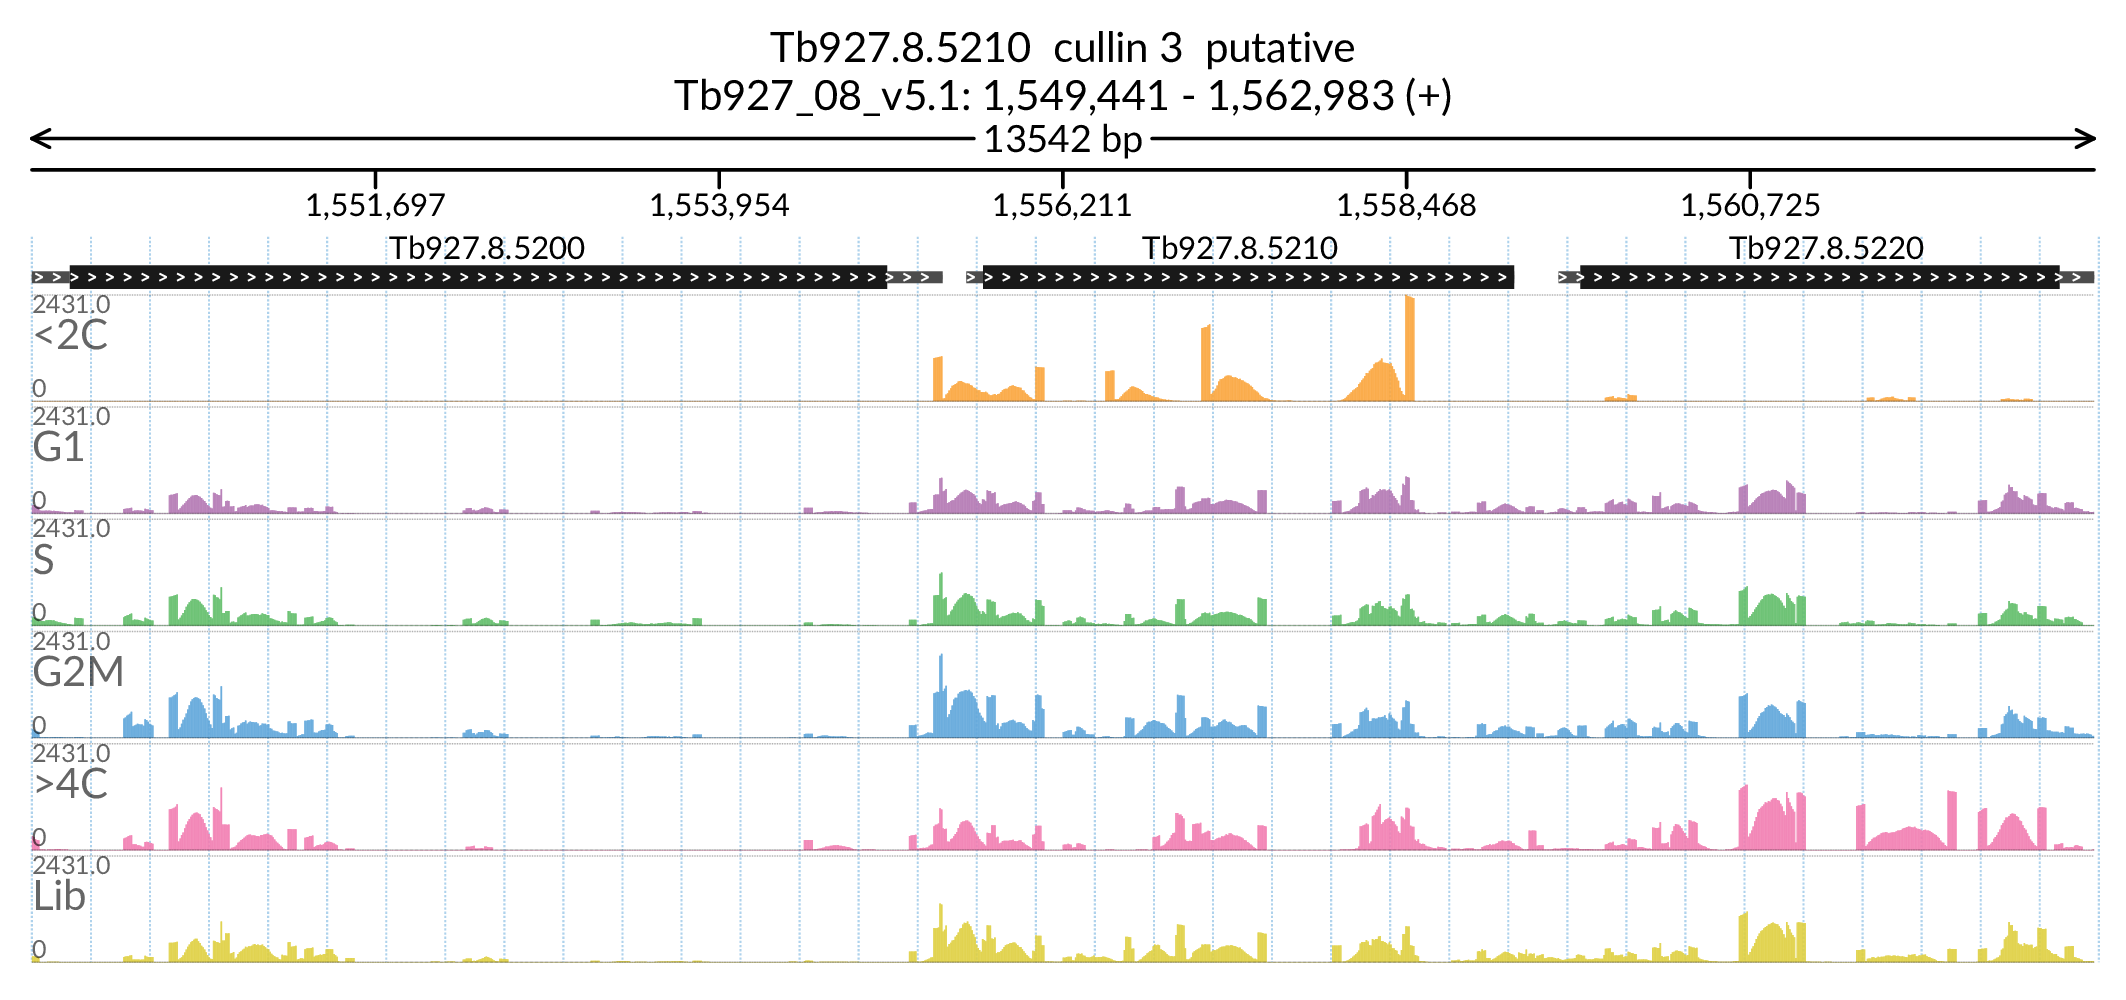 Tb927.8.5210 cullin 3 putative
Tb927_08_v5.1: 1,549,441 - 1,562,983 (+)
13542 bp
1,551,697 1,553,954 1,556,211 1,558,468 1,560,725
Tb927.8.5200 Tb927.8.5210 Tb927.8.5220
2431.0
<2C
0
2431.0
G1
0
2431.0
S
0
2431.0
G2M
0
2431.0
>4C
0
2431.0
Lib
0